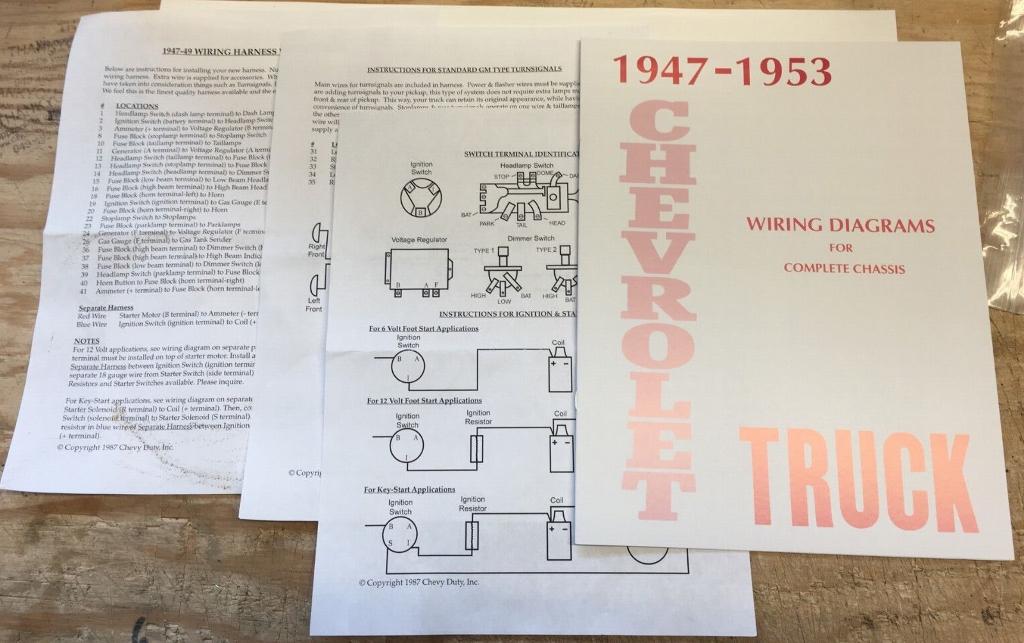 1947-49 WIRING HARNESS
Below are instructions for installing your new harness.
wiring harness. Extra wire is supplied for accessories.
have taken into consideration things such as Turnsignals,
We feel this is the finest quality harness available and the
# LOCATIONS
1 Headlamp Switch (dash lamp terminal) to Dash Lamp
2 Ignition Switch (battery terminal) to Headlamp
3 Ammeter (+ terminal) to Voltage Regulator (B
8 Fuse Block (stoplamp terminal) to Stoplamp Switch
10 Fuse Block (taillamp terminal) to Taillamps
11 Generator (A terminal) to Voltage Regulator (A
12 Headlamp Switch (taillamp terminal) to Fuse Block
13 Headlamp Switch (stoplamp terminal) to Fuse Block
14 Headlamp Switch (headlamp terminal) to Dimmer
15 Fuse Block (low beam terminal) to Low Beam
16 Fuse Block (high beam terminal) to High Beam
18 Fuse Block (horn terminal-left) to Horn
19 Ignition Switch (ignition terminal) to Gas Gauge
20 Fuse Block (horn terminal-right) to Horn
22 Stoplamp Switch to Stoplamps
23 Fuse Block (parklamp terminal) to Parklamps
24 Generator (F terminal) to Voltage Regulator (F
25 Gas Gauge (F terminal) to Gas Tank Sender
36 Fuse Block (high beam terminal) to Dimmer Switch
37 Fuse Block (high beam terminal) to High Beam
38 Fuse Block (low beam terminal) to Dimmer Switch
39 Headlamp Switch (parklamp terminal) to Fuse Block
40 Horn Button to Fuse Block (horn terminal-right)
41 Ammeter (+ terminal) to Fuse Block (horn
Separate Harness
Red Wire Starter Motor (B terminal) to Ammeter (-
Blue Wire Ignition Switch (ignition terminal) to Coil (+
NOTES
For 12 Volt applications, see wiring diagram on separate
terminal must be installed on top of starter motor. Install a
Separate Harness between Ignition Switch (ignition
separate 18 gauge wire from Starter Switch (side terminal)
Resistors and Starter Switches available. Please inquire.
For Key-Start applications, see wiring diagram on separate
Starter Solenoid (R terminal) to Coil (+ terminal). Then,
Switch (solenoid terminal) to Starter Solenoid (S terminal)
resistor in blue wire of Separate Harness between Ignition
(+ terminal).
© Copyright 1987 Chevy Duty, Inc.
INSTRUCTIONS FOR STANDARD GM TYPE TURNSIGNALS
Main wires for turnsignals are included in harness. Power & flasher wires must be
are adding turnsignals to your pickup, this type of system does not require extra lamps
front & rear of pickup. This way, your truck can retain its original appearance, while
convenience of turnsignals.
the other
wire will
supply a
#
31
32
33
34
35
Right
Front
Left
Front
©
SWITCH TERMINAL
Ignition
Switch
B
Headlamp Switch
STOP
DOME
BAT
PARK
TAIL
HEAD
Voltage Regulator
B A F
Dimmer Switch
TYPE 1
TYPE 2
HIGH
LOW
BAT
HIGH
BAT
INSTRUCTIONS FOR IGNITION &
For 6 Volt Foot Start Applications
Ignition
Switch
B A
I
Coil
+ -
For 12 Volt Foot Start Applications
Ignition
Switch
B A
I
Ignition
Resistor
Coil
+ -
For Key-Start Applications
Ignition
Switch
B A
S I
Ignition
Resistor
Coil
+ -
© Copyright 1987 Chevy Duty, Inc.
1947-1953
CHEVROLET
WIRING DIAGRAMS
FOR
COMPLETE CHASSIS
TRUCK